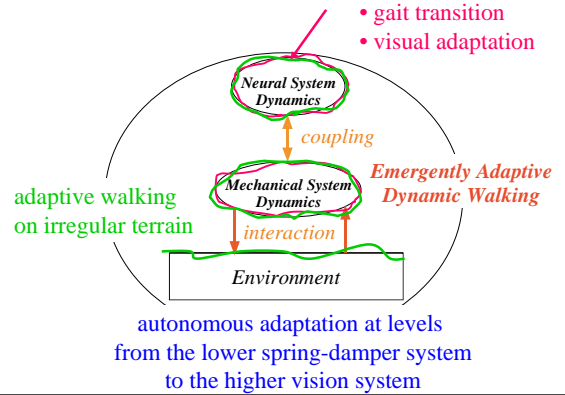 • gait transition
• visual adaptation
Neural System
Dynamics
coupling
Emergently Adaptive
Dynamic Walking
Mechanical System
Dynamics
adaptive walking
on irregular terrain
interaction
Environment
autonomous adaptation at levels
from the lower spring-damper system
to the higher vision system